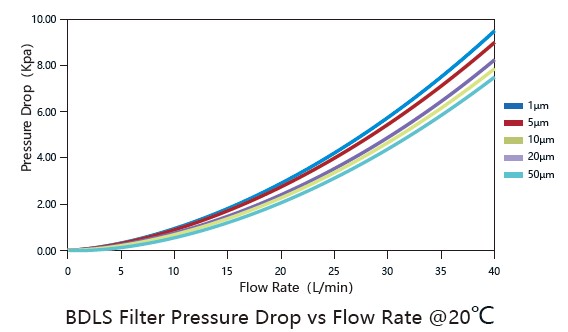 10.00
8.00
6.00
4.00
2.00
0.00
Pressure Drop (Kpa)
0 5 10 15 20 25 30 35 40
Flow Rate (L/min)
1μm
5μm
10μm
20μm
50μm
BDLS Filter Pressure Drop vs Flow Rate @20℃